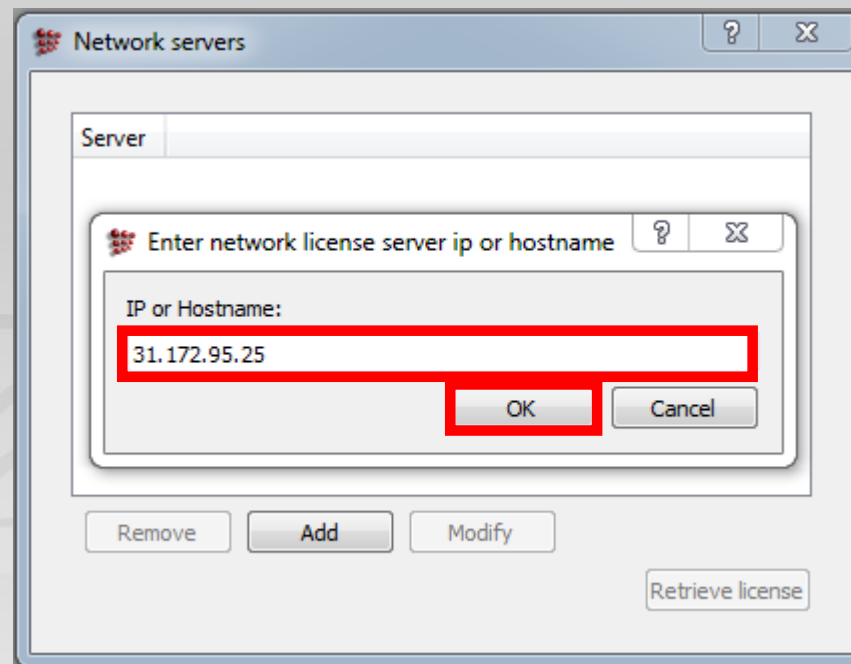 Network servers
Server
Enter network license server ip or hostname
IP or Hostname:
31.172.95.25
OK Cancel
Remove Add Modify
Retrieve license